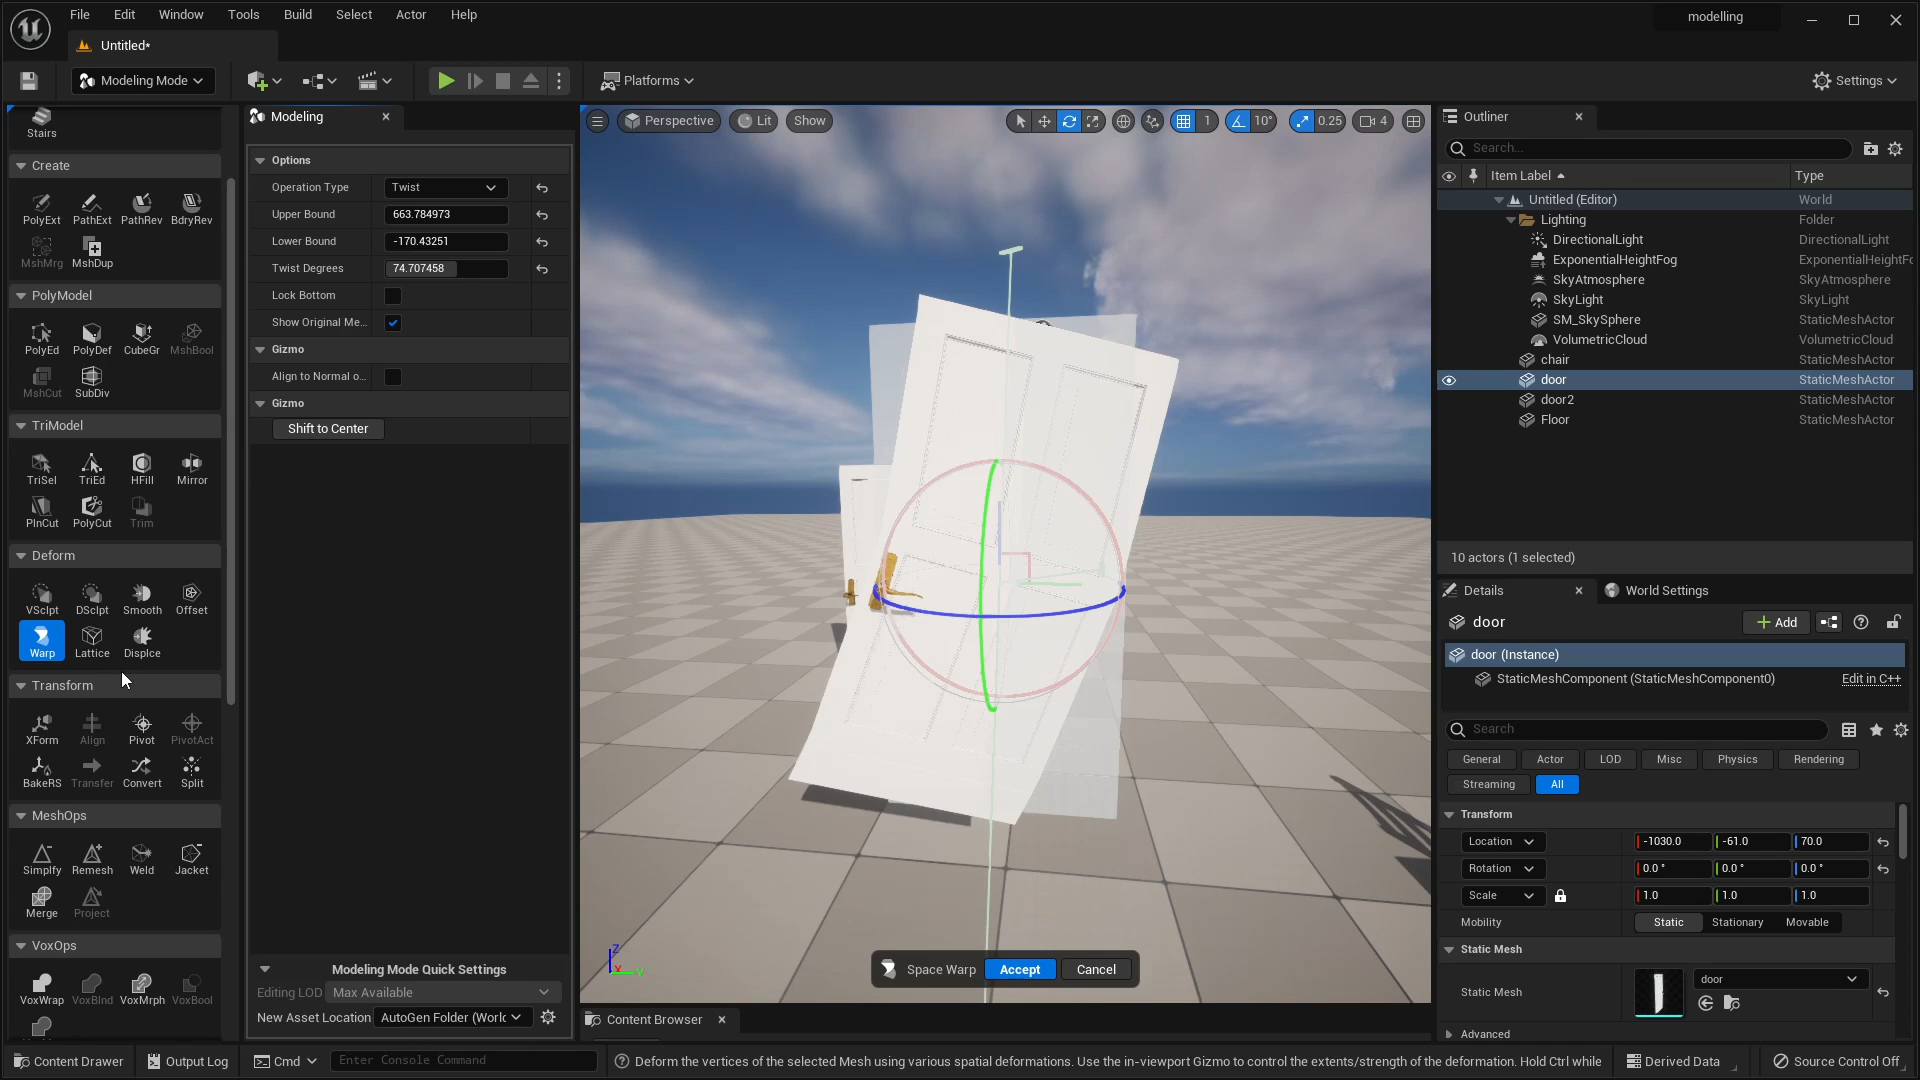 File Edit Window Tools Build Select Actor Help
modelling
Untitled*
Modeling Mode
Platforms
Settings
Stairs
Create
PolyExt PathExt PathRev BdryRev
MshMrg MshDup
PolyModel
PolyEd PolyDef CubeGr MshBool
MshCut SubDiv
TriModel
TriSel TriEd HFill Mirror
PlnCut PolyCut Trim
Deform
VSclpt DSclpt Smooth Offset
Warp Lattice Displce
Transform
XForm Align Pivot PivotAct
BakeRS Transfer Convert Split
MeshOps
Simplfy Remesh Weld Jacket
Merge Project
VoxOps
VoxWrap VoxBlnd VoxMrph VoxBool
Modeling
Options
Operation Type Twist
Upper Bound 663.784973
Lower Bound -170.43251
Twist Degrees 74.707458
Lock Bottom
Show Original Me...
Gizmo
Align to Normal o...
Gizmo
Shift to Center
Modeling Mode Quick Settings
Editing LOD Max Available
New Asset Location AutoGen Folder (Worlc
Perspective Lit Show
1 10° 0.25 4
Z
X
Y
Space Warp Accept Cancel
Content Browser
Outliner
Search...
Item Label Type
Untitled (Editor) World
Lighting Folder
DirectionalLight DirectionalLight
ExponentialHeightFog ExponentialHeightFo
SkyAtmosphere SkyAtmosphere
SkyLight SkyLight
SM_SkySphere StaticMeshActor
VolumetricCloud VolumetricCloud
chair StaticMeshActor
door StaticMeshActor
door2 StaticMeshActor
Floor StaticMeshActor
10 actors (1 selected)
Details World Settings
door
Add
door (Instance)
StaticMeshComponent (StaticMeshComponent0) Edit in C++
Search
General Actor LOD Misc Physics Rendering
Streaming All
Transform
Location -1030.0 -61.0 70.0
Rotation 0.0 ° 0.0 ° 0.0 °
Scale 1.0 1.0 1.0
Mobility Static Stationary Movable
Static Mesh
Static Mesh door
Advanced
Content Drawer Output Log Cmd Enter Console Command
Deform the vertices of the selected Mesh using various spatial deformations. Use the in-viewport Gizmo to control the extents/strength of the deformation. Hold Ctrl while
Derived Data Source Control Off